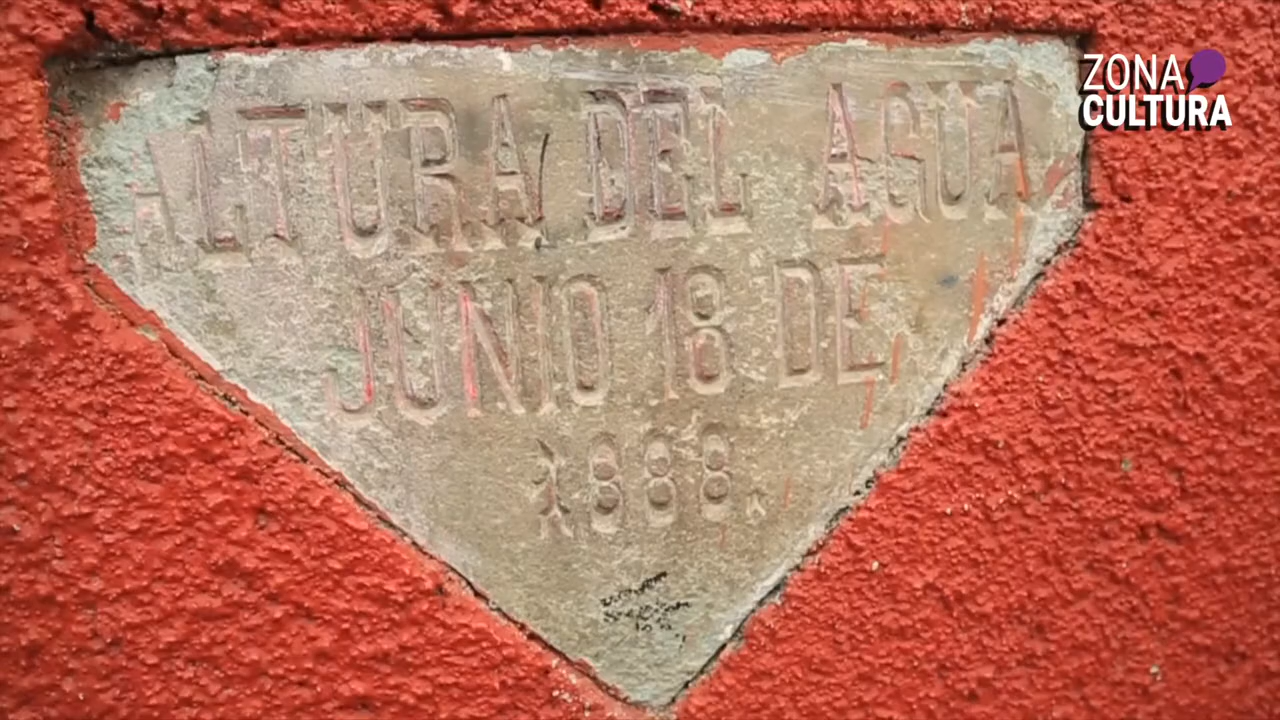 ZONA
CULTURA
ALTURA DEL AGUA
JUNIO 18 DE
1888.